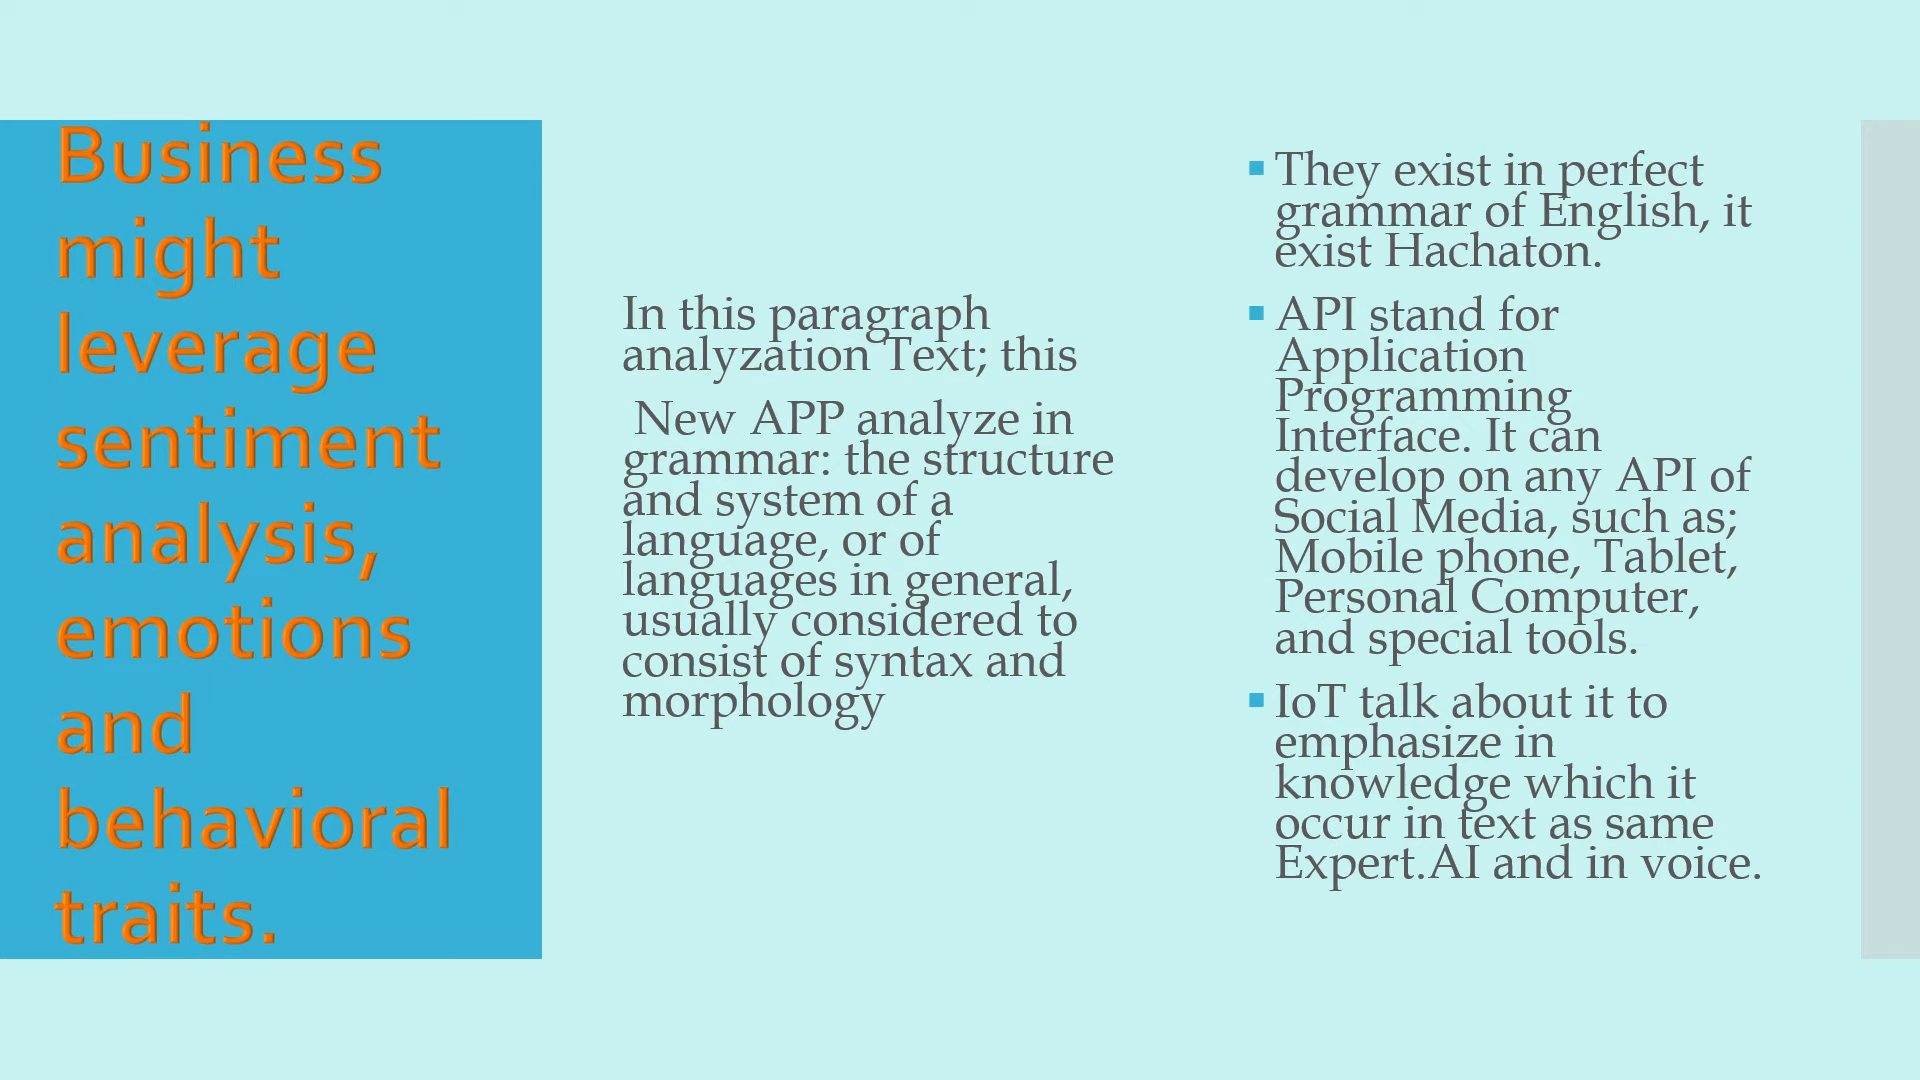 Business
might
leverage
sentiment
analysis,
emotions
and
behavioral
traits.
In this paragraph
analyzation Text; this
New APP analyze in
grammar: the structure
and system of a
language, or of
languages in general,
usually considered to
consist of syntax and
morphology
▪ They exist in perfect
grammar of English, it
exist Hachaton.
▪ API stand for
Application
Programming
Interface. It can
develop on any API of
Social Media, such as;
Mobile phone, Tablet,
Personal Computer,
and special tools.
▪ IoT talk about it to
emphasize in
knowledge which it
occur in text as same
Expert.AI and in voice.